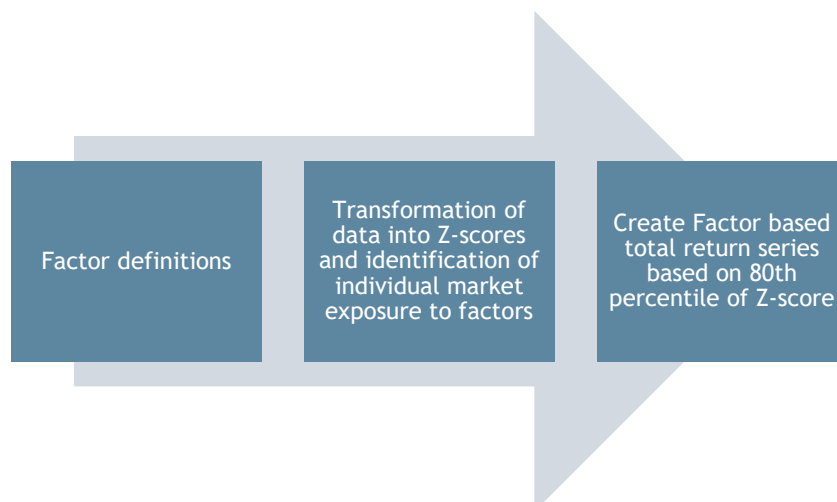 Factor definitions
Transformation of
data into Z-scores
and identification of
individual market
exposure to factors
Create Factor based
total return series
based on 80th
percentile of Z-score